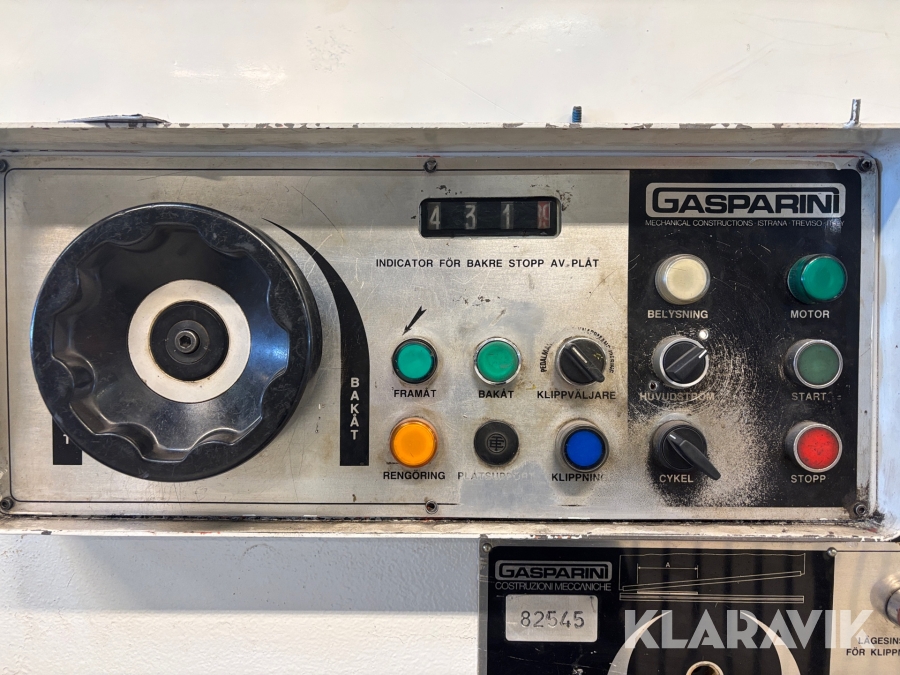 4 3 1
INDICATOR FÖR BAKRE STOPP AV PLÅT
GASPARINI
MECHANICAL CONSTRUCTIONS · ISTRANA · TREVISO · ITALY
BELYSNING
MOTOR
FRAMÅT
BAKÅT
KLIPPVÄLJARE
HUVUDSTRÖM
START
BAKÅT
RENGÖRING
KLIPPNING
CYKEL
STOPP
GASPARINI
COSTRUZIONI MECCANICHE
A
82545
KLARAVIK